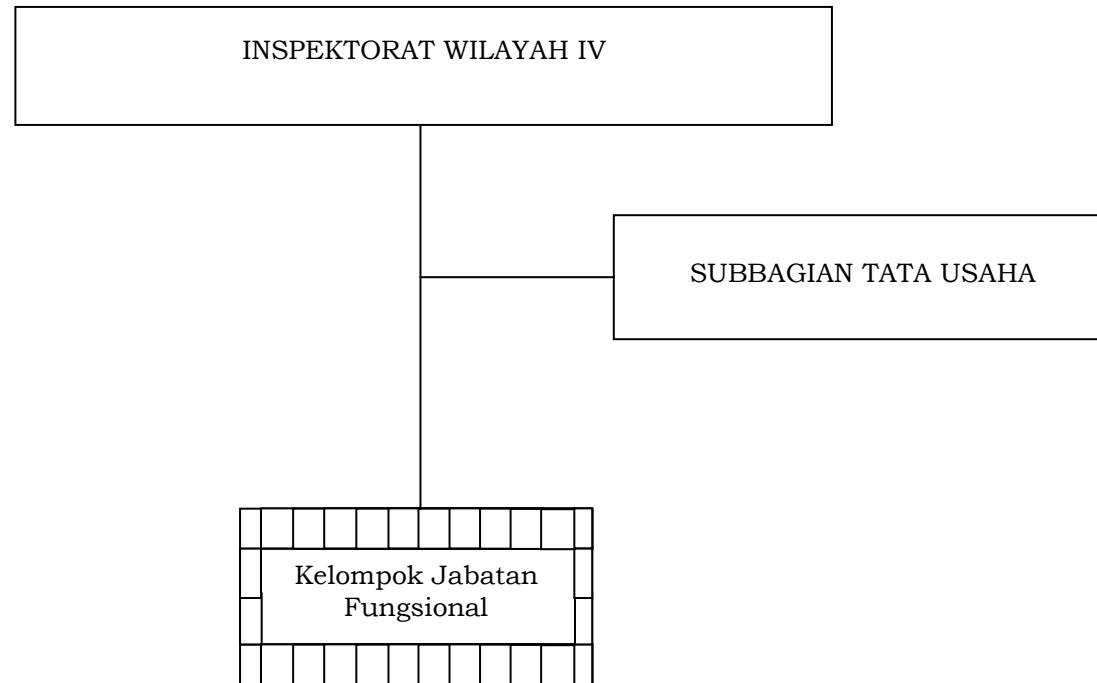 INSPEKTORAT WILAYAH IV
SUBBAGIAN TATA USAHA
Kelompok Jabatan
Fungsional